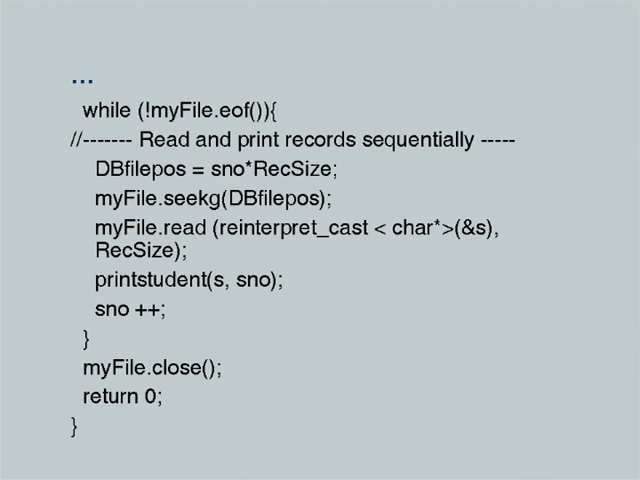 ...
while (!myFile.eof()){
//------- Read and print records sequentially -----
DBfilepos = sno*RecSize;
myFile.seekg(DBfilepos);
myFile.read (reinterpret_cast < char*>(&s),
RecSize);
printstudent(s, sno);
sno ++;
}
myFile.close();
return 0;
}